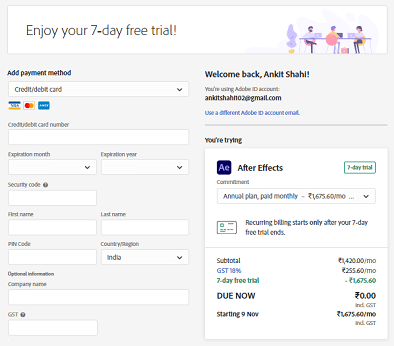 Enjoy your 7-day free trial!
Add payment method
Credit/debit card
VISA
Credit/debit card number
Expiration month
Expiration year
Security code
First name
Last name
PIN Code
Country/Region
India
Optional information
Company name
GST
Welcome back, Ankit Shahi!
You're using Adobe ID account:
ankitshahi102@gmail.com
Use a different Adobe ID account email.
You're trying
Ae After Effects
7-day trial
Commitment
Annual plan, paid monthly – ₹1,675.60/mo ...
Recurring billing starts only after your 7-day
free trial ends.
Subtotal ₹1,420.00/mo
GST 18% ₹255.60/mo
7-day free trial - ₹1,675.60
DUE NOW ₹0.00
Incl. GST
Starting 9 Nov ₹1,675.60/mo
Incl. GST